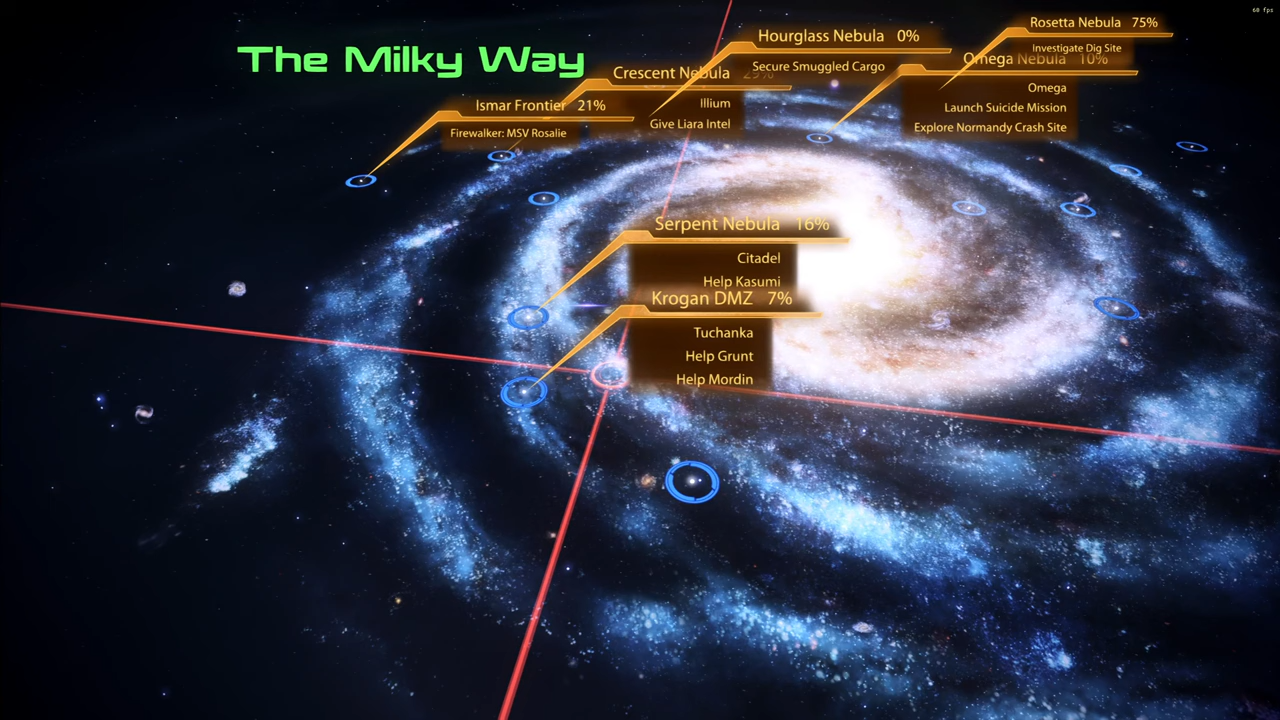 60 fps
The Milky Way
Rosetta Nebula 75%
Investigate Dig Site
Hourglass Nebula 0%
Secure Smuggled Cargo
Omega Nebula 10%
Omega
Launch Suicide Mission
Explore Normandy Crash Site
Crescent Nebula 25%
Illium
Give Liara Intel
Ismar Frontier 21%
Firewalker: MSV Rosalie
Serpent Nebula 16%
Citadel
Help Kasumi
Krogan DMZ 7%
Tuchanka
Help Grunt
Help Mordin